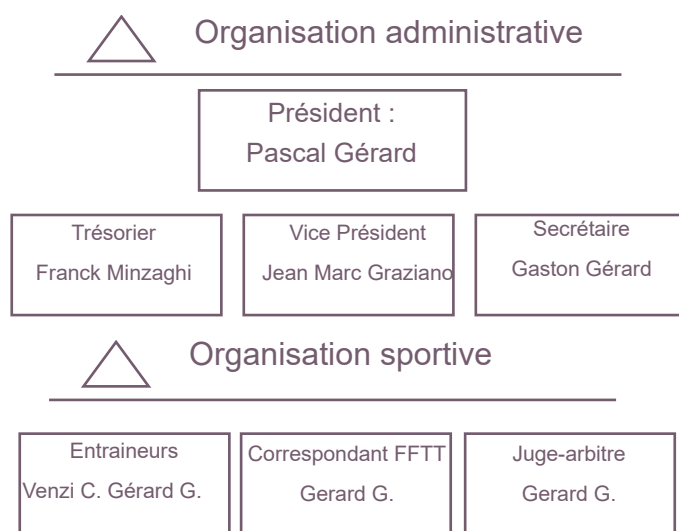 Organisation administrative
Président :
Pascal Gérard
Trésorier
Franck Minzaghi
Vice Président
Jean Marc Graziano
Secrétaire
Gaston Gérard
Organisation sportive
Entraineurs
Venzi C. Gérard G.
Correspondant FFTT
Gerard G.
Juge-arbitre
Gerard G.